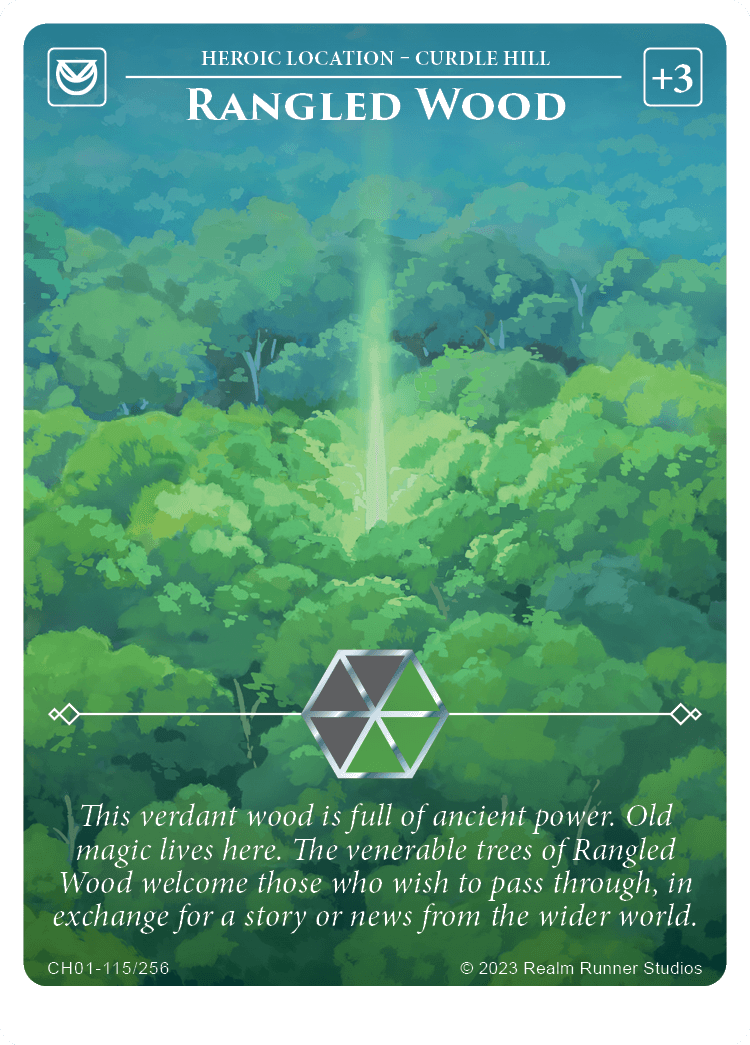 HEROIC LOCATION – CURDLE HILL
+3
RANGLED WOOD
This verdant wood is full of ancient power. Old
magic lives here. The venerable trees of Rangled
Wood welcome those who wish to pass through, in
exchange for a story or news from the wider world.
CH01-115/256
© 2023 Realm Runner Studios